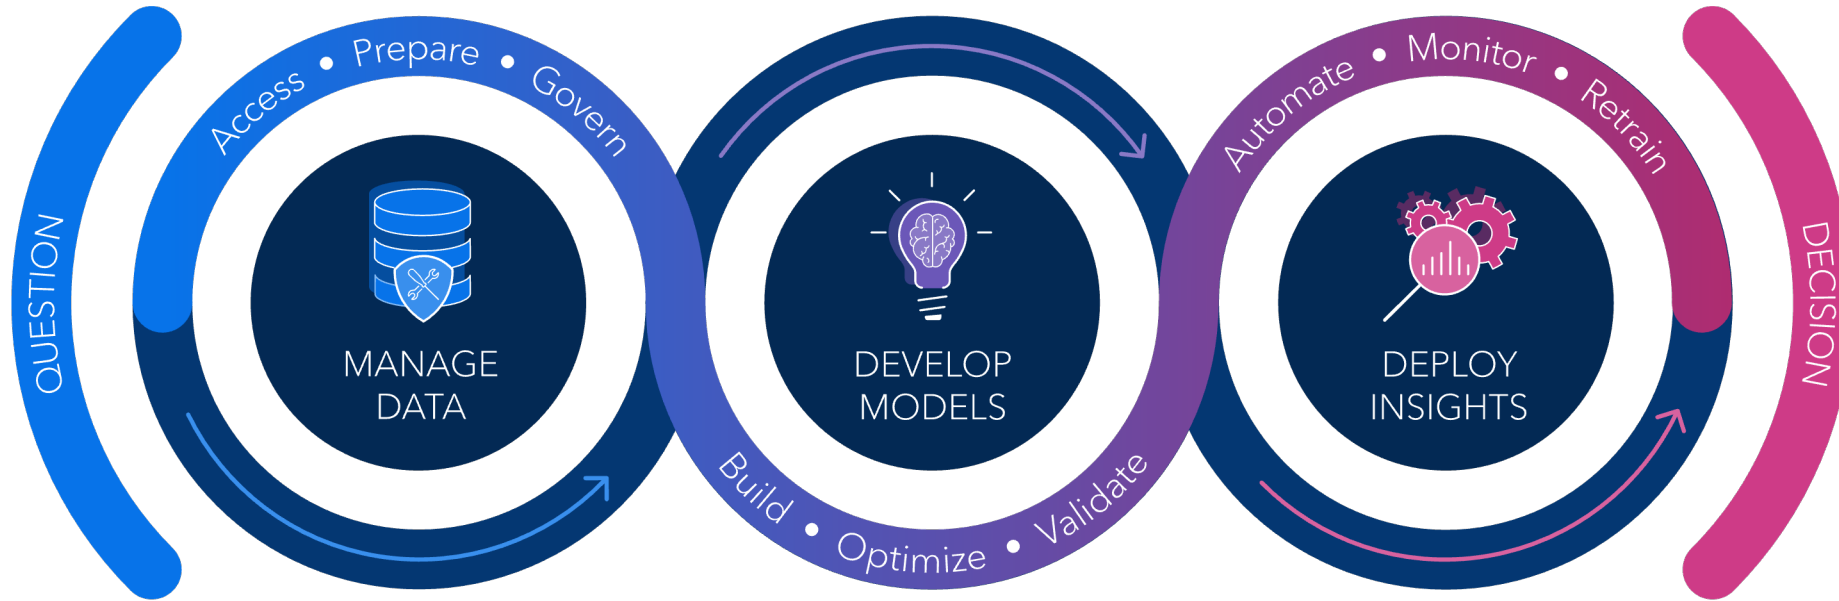 QUESTION
Access • Prepare • Govern
MANAGE
DATA
DEVELOP
MODELS
Build • Optimize • Validate
Automate • Monitor • Retrain
DEPLOY
INSIGHTS
DECISION